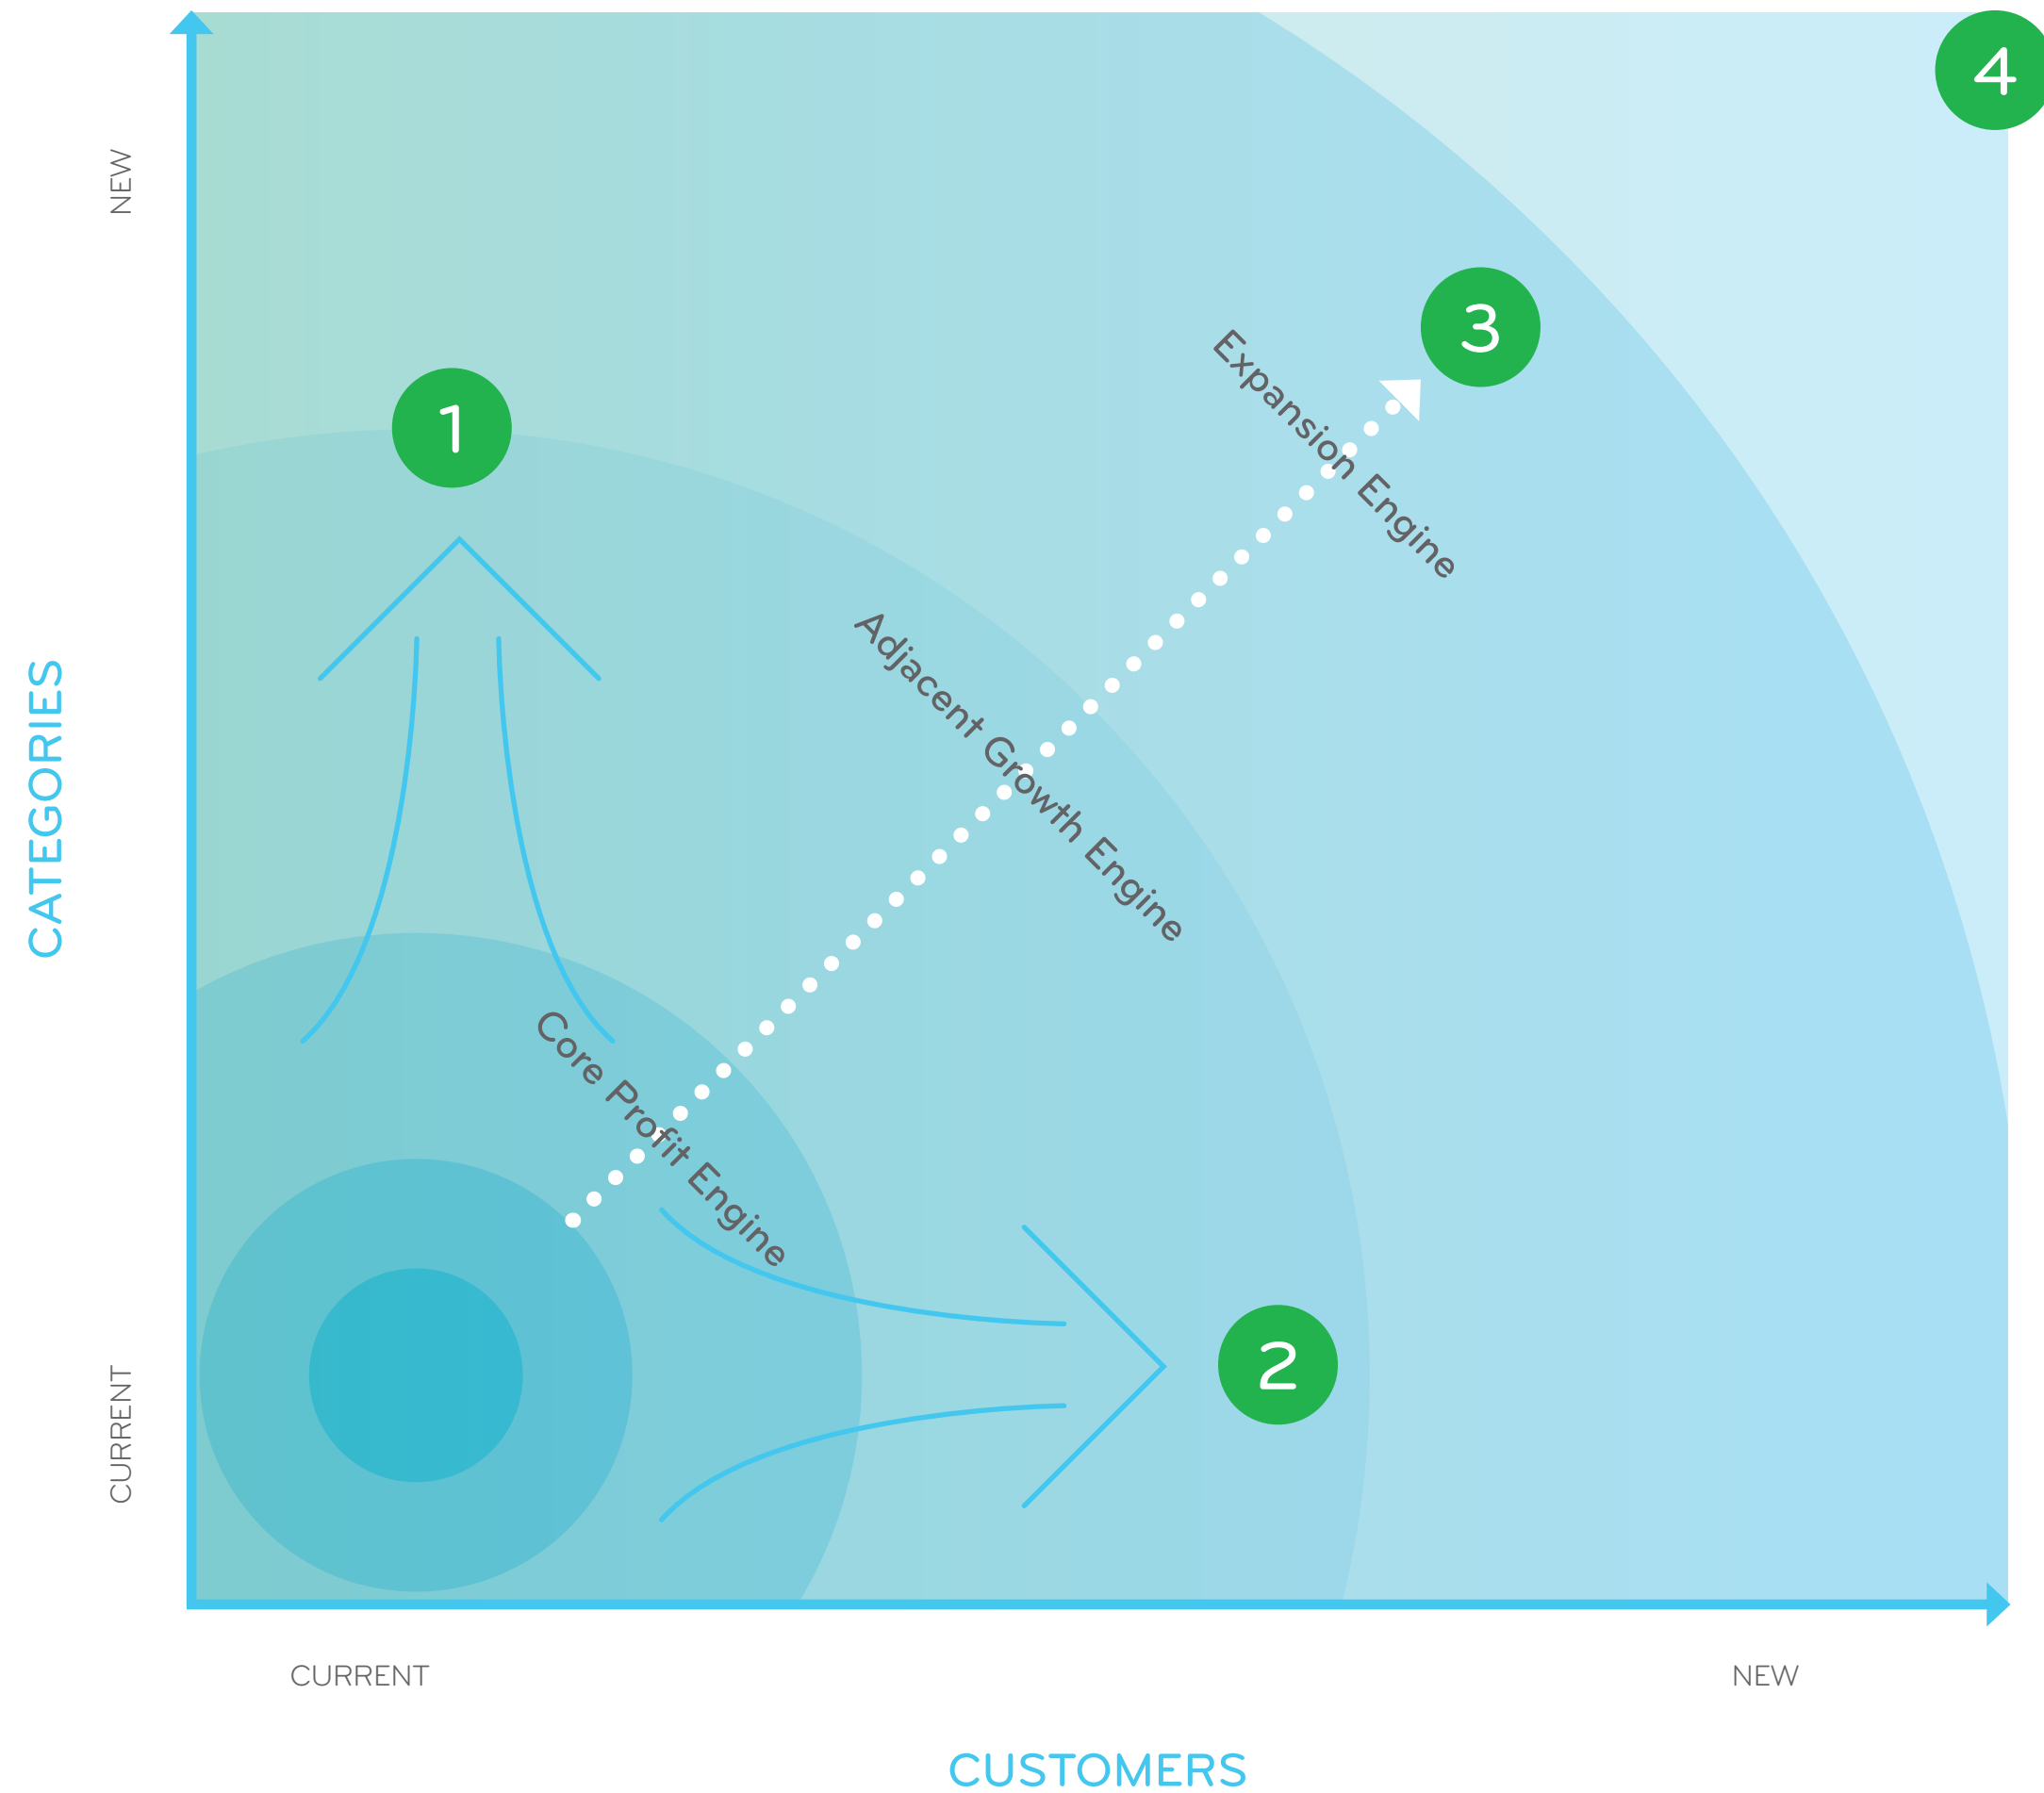 4
NEW
3
1
Expansion Engine
Adjacent Growth Engine
CATEGORIES
Core Profit Engine
2
CURRENT
CURRENT
NEW
CUSTOMERS